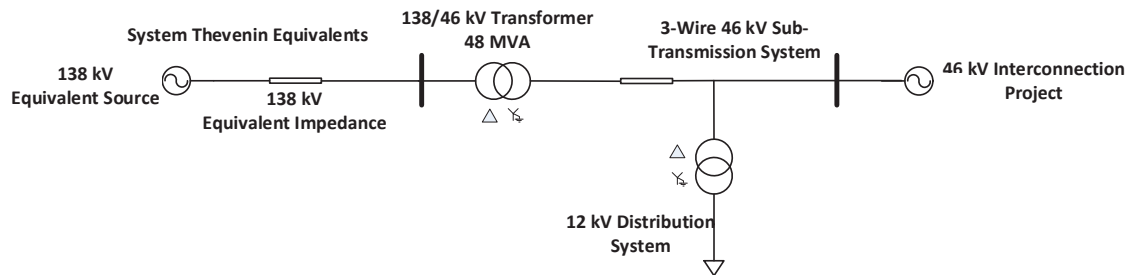 System Thevenin Equivalents
138/46 kV Transformer
48 MVA
3-Wire 46 kV Sub-
Transmission System
138 kV
Equivalent Source
138 kV
Equivalent Impedance
46 kV Interconnection
Project
12 kV Distribution
System